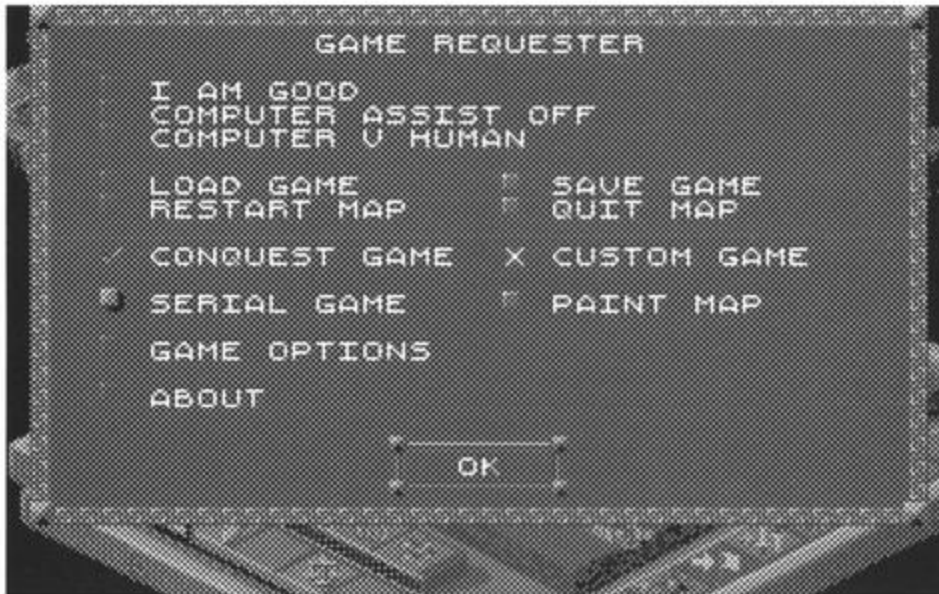 GAME REQUESTER
I AM GOOD
COMPUTER ASSIST OFF
COMPUTER V HUMAN
LOAD GAME SAVE GAME
RESTART MAP QUIT MAP
CONQUEST GAME CUSTOM GAME
SERIAL GAME PAINT MAP
GAME OPTIONS
ABOUT
OK